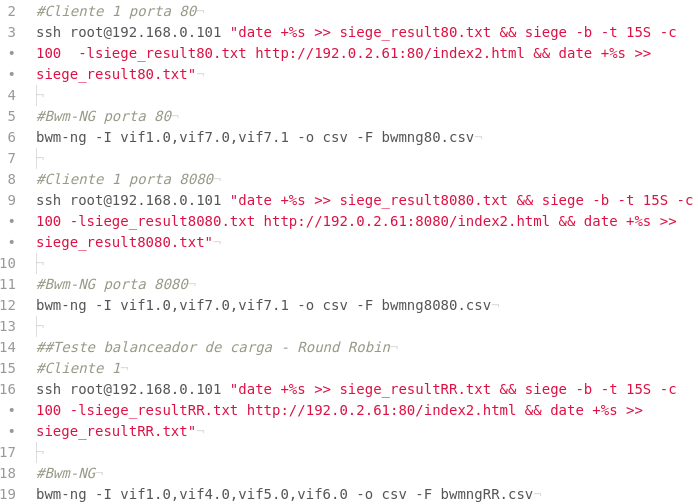 2 #Cliente 1 porta 80¬
3 ssh root@192.168.0.101 "date +%s >> siege_result80.txt && siege -b -t 15S -c
• 100  -lsiege_result80.txt http://192.0.2.61:80/index2.html && date +%s >>
• siege_result80.txt"¬
4 ¬
5 #Bwm-NG porta 80¬
6 bwm-ng -I vif1.0,vif7.0,vif7.1 -o csv -F bwmng80.csv¬
7 ¬
8 #Cliente 1 porta 8080¬
9 ssh root@192.168.0.101 "date +%s >> siege_result8080.txt && siege -b -t 15S -c
• 100 -lsiege_result8080.txt http://192.0.2.61:8080/index2.html && date +%s >>
• siege_result8080.txt"¬
10 ¬
11 #Bwm-NG porta 8080¬
12 bwm-ng -I vif1.0,vif7.0,vif7.1 -o csv -F bwmng8080.csv¬
13 ¬
14 ##Teste balanceador de carga - Round Robin¬
15 #Cliente 1¬
16 ssh root@192.168.0.101 "date +%s >> siege_resultRR.txt && siege -b -t 15S -c
• 100 -lsiege_resultRR.txt http://192.0.2.61:80/index2.html && date +%s >>
• siege_resultRR.txt"¬
17 ¬
18 #Bwm-NG¬
19 bwm-ng -I vif1.0,vif4.0,vif5.0,vif6.0 -o csv -F bwmngRR.csv¬